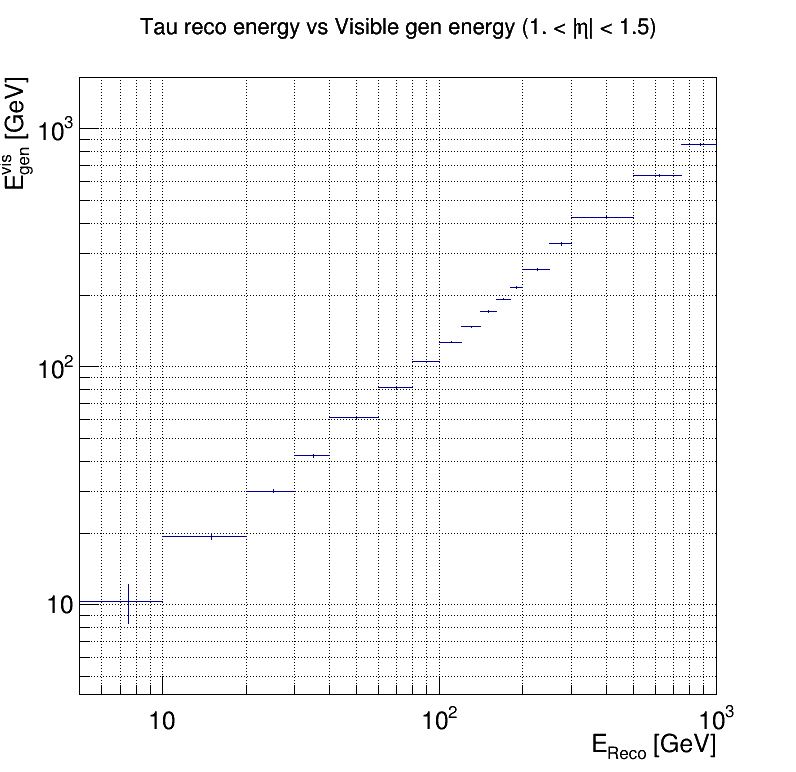 Tau reco energy vs Visible gen energy (1. < |η| < 1.5)
E^vis_gen [GeV]
10³
10²
10
10 10² 10³
E_Reco [GeV]